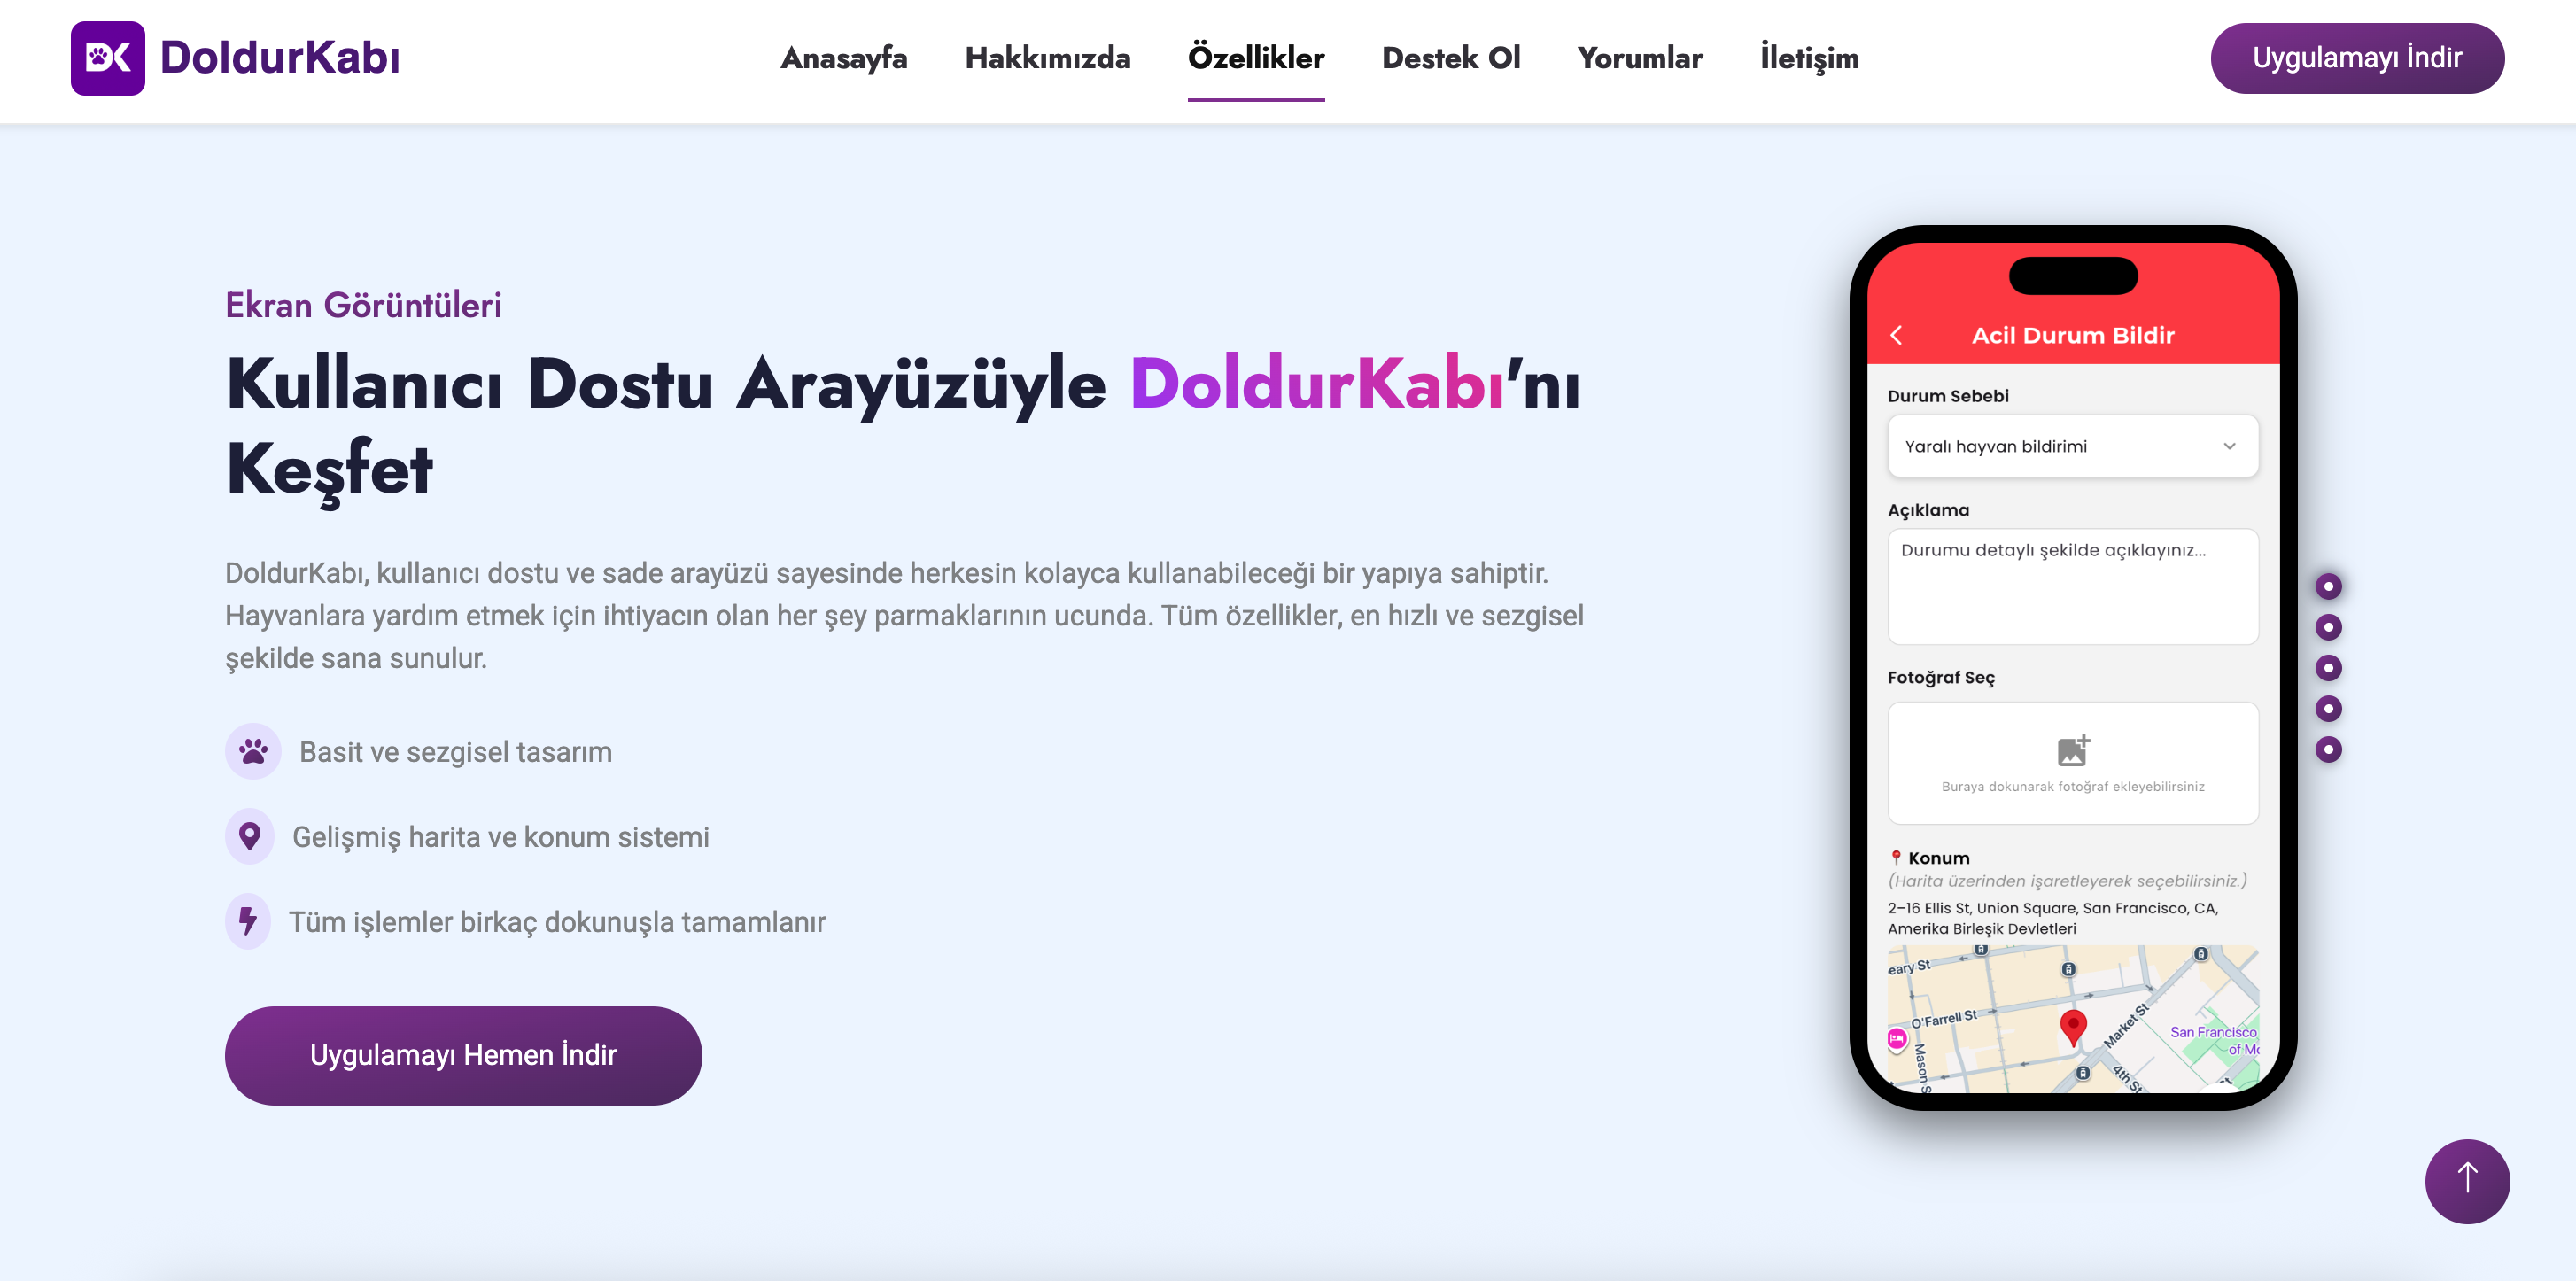 DK DoldurKabı
Anasayfa Hakkımızda Özellikler Destek Ol Yorumlar İletişim
Uygulamayı İndir
Ekran Görüntüleri
Kullanıcı Dostu Arayüzüyle DoldurKabı'nı
Keşfet
DoldurKabı, kullanıcı dostu ve sade arayüzü sayesinde herkesin kolayca kullanabileceği bir yapıya sahiptir.
Hayvanlara yardım etmek için ihtiyacın olan her şey parmaklarının ucunda. Tüm özellikler, en hızlı ve sezgisel
şekilde sana sunulur.
Basit ve sezgisel tasarım
Gelişmiş harita ve konum sistemi
Tüm işlemler birkaç dokunuşla tamamlanır
Uygulamayı Hemen İndir
Acil Durum Bildir
Durum Sebebi
Yaralı hayvan bildirimi
Açıklama
Durumu detaylı şekilde açıklayınız...
Fotoğraf Seç
Buraya dokunarak fotoğraf ekleyebilirsiniz
Konum
(Harita üzerinden işaretleyerek seçebilirsiniz.)
2–16 Ellis St, Union Square, San Francisco, CA,
Amerika Birleşik Devletleri
eary St
O'Farrell St
Market St
San Francisco
of Mo
Mason S
4th St